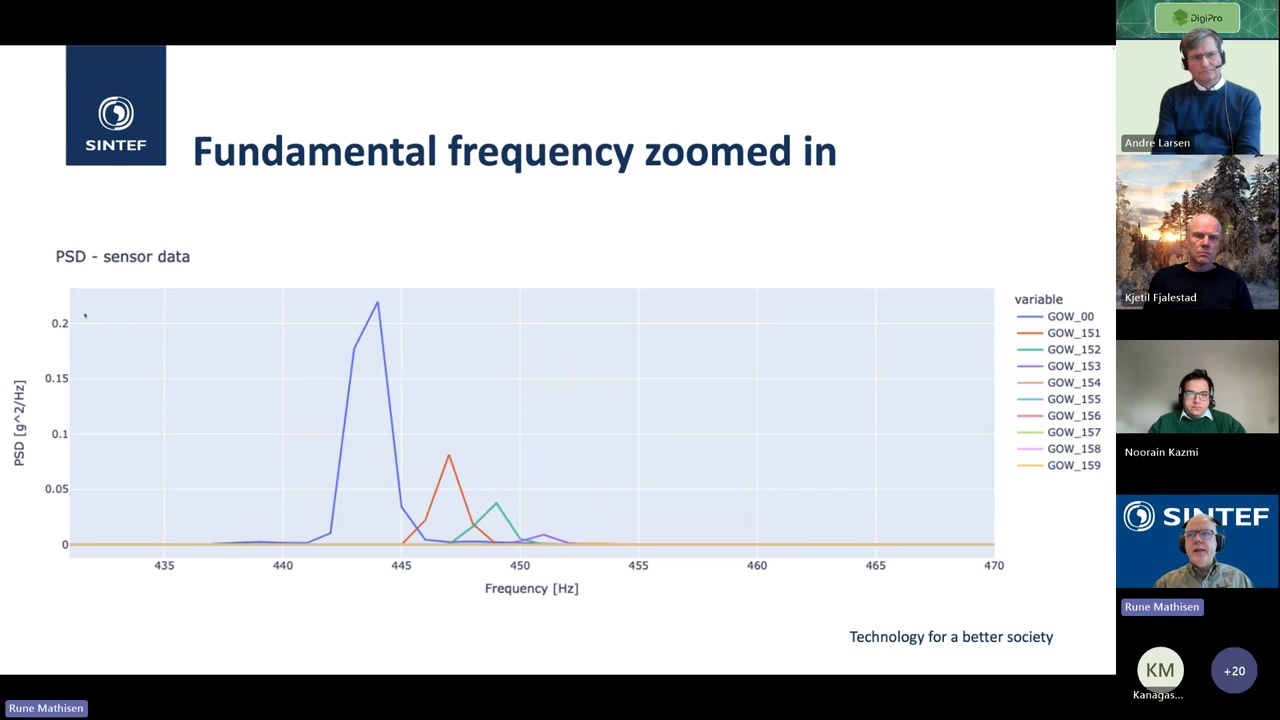 SINTEF
Fundamental frequency zoomed in
PSD - sensor data
PSD [g^2/Hz]
0.2
0.15
0.1
0.05
0
435 440 445 450 455 460 465 470
Frequency [Hz]
variable
GOW_00
GOW_151
GOW_152
GOW_153
GOW_154
GOW_155
GOW_156
GOW_157
GOW_158
GOW_159
Technology for a better society
Rune Mathisen
DigiPro
Andre Larsen
Kjetil Fjalestad
Noorain Kazmi
SINTEF
Rune Mathisen
KM
Kanagas...
+20